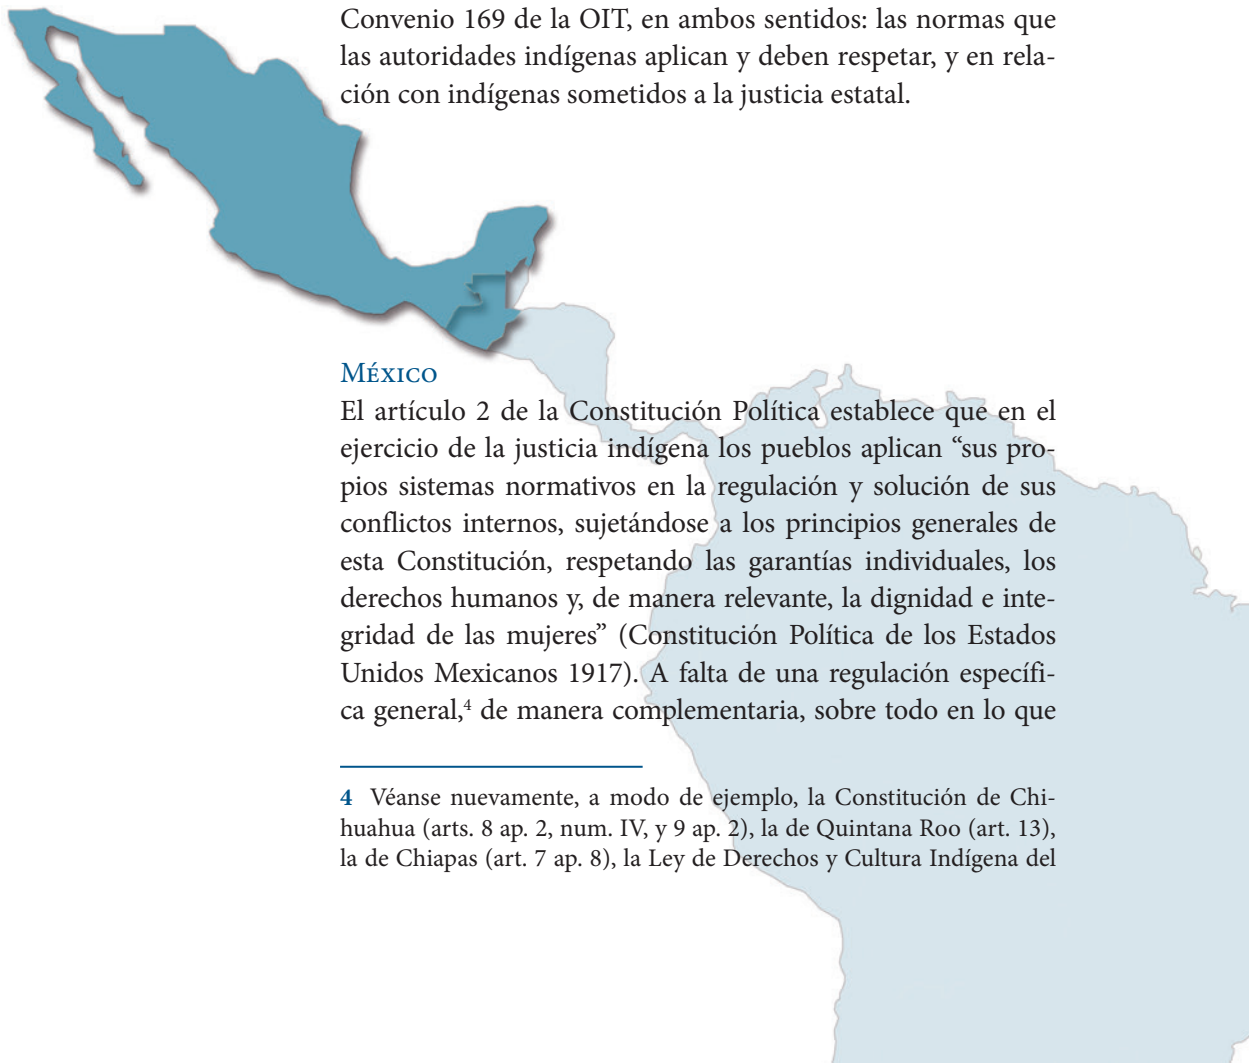 Convenio 169 de la OIT, en ambos sentidos: las normas que
las autoridades indígenas aplican y deben respetar, y en rela-
ción con indígenas sometidos a la justicia estatal.
México
El artículo 2 de la Constitución Política establece que en el
ejercicio de la justicia indígena los pueblos aplican “sus pro-
pios sistemas normativos en la regulación y solución de sus
conflictos internos, sujetándose a los principios generales de
esta Constitución, respetando las garantías individuales, los
derechos humanos y, de manera relevante, la dignidad e inte-
gridad de las mujeres” (Constitución Política de los Estados
Unidos Mexicanos 1917). A falta de una regulación específi-
ca general,⁴ de manera complementaria, sobre todo en lo que
4 Véanse nuevamente, a modo de ejemplo, la Constitución de Chi-
huahua (arts. 8 ap. 2, num. IV, y 9 ap. 2), la de Quintana Roo (art. 13),
la de Chiapas (art. 7 ap. 8), la Ley de Derechos y Cultura Indígena del